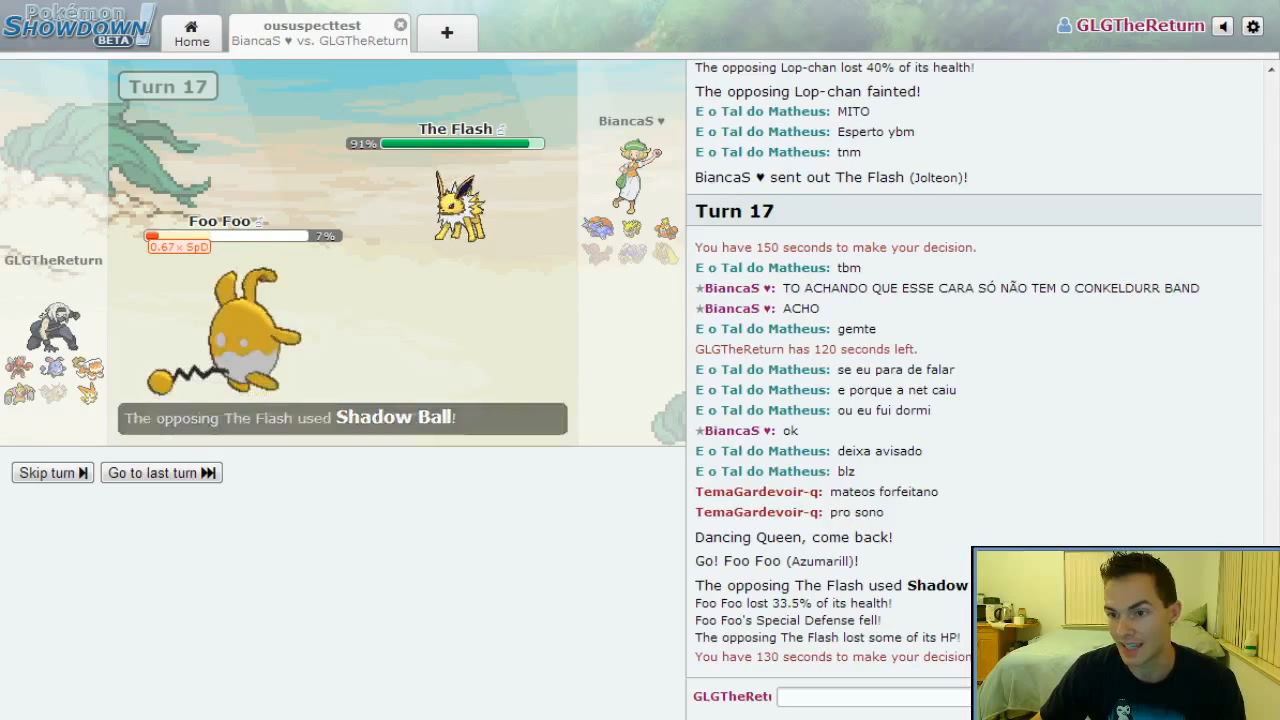 Pokémon
SHOWDOWN!
BETA
Home
oususpecttest
BiancaS ♥ vs. GLGTheReturn
+
GLGTheReturn
Turn 17
The Flash
91%
BiancaS ♥
Foo Foo
7%
0.67× SpD
GLGTheReturn
The opposing The Flash used Shadow Ball!
Skip turn
Go to last turn
The opposing Lop-chan lost 40% of its health!
The opposing Lop-chan fainted!
E o Tal do Matheus: MITO
E o Tal do Matheus: Esperto ybm
E o Tal do Matheus: tnm
BiancaS ♥ sent out The Flash (Jolteon)!
Turn 17
You have 150 seconds to make your decision.
E o Tal do Matheus: tbm
★BiancaS ♥: TO ACHANDO QUE ESSE CARA SÓ NÃO TEM O CONKELDURR BAND
★BiancaS ♥: ACHO
E o Tal do Matheus: gemte
GLGTheReturn has 120 seconds left.
E o Tal do Matheus: se eu para de falar
E o Tal do Matheus: e porque a net caiu
E o Tal do Matheus: ou eu fui dormi
★BiancaS ♥: ok
E o Tal do Matheus: deixa avisado
E o Tal do Matheus: blz
TemaGardevoir-q: mateos forfeitano
TemaGardevoir-q: pro sono
Dancing Queen, come back!
Go! Foo Foo (Azumarill)!
The opposing The Flash used Shadow
Foo Foo lost 33.5% of its health!
Foo Foo's Special Defense fell!
The opposing The Flash lost some of its HP!
You have 130 seconds to make your decision
GLGTheRetu